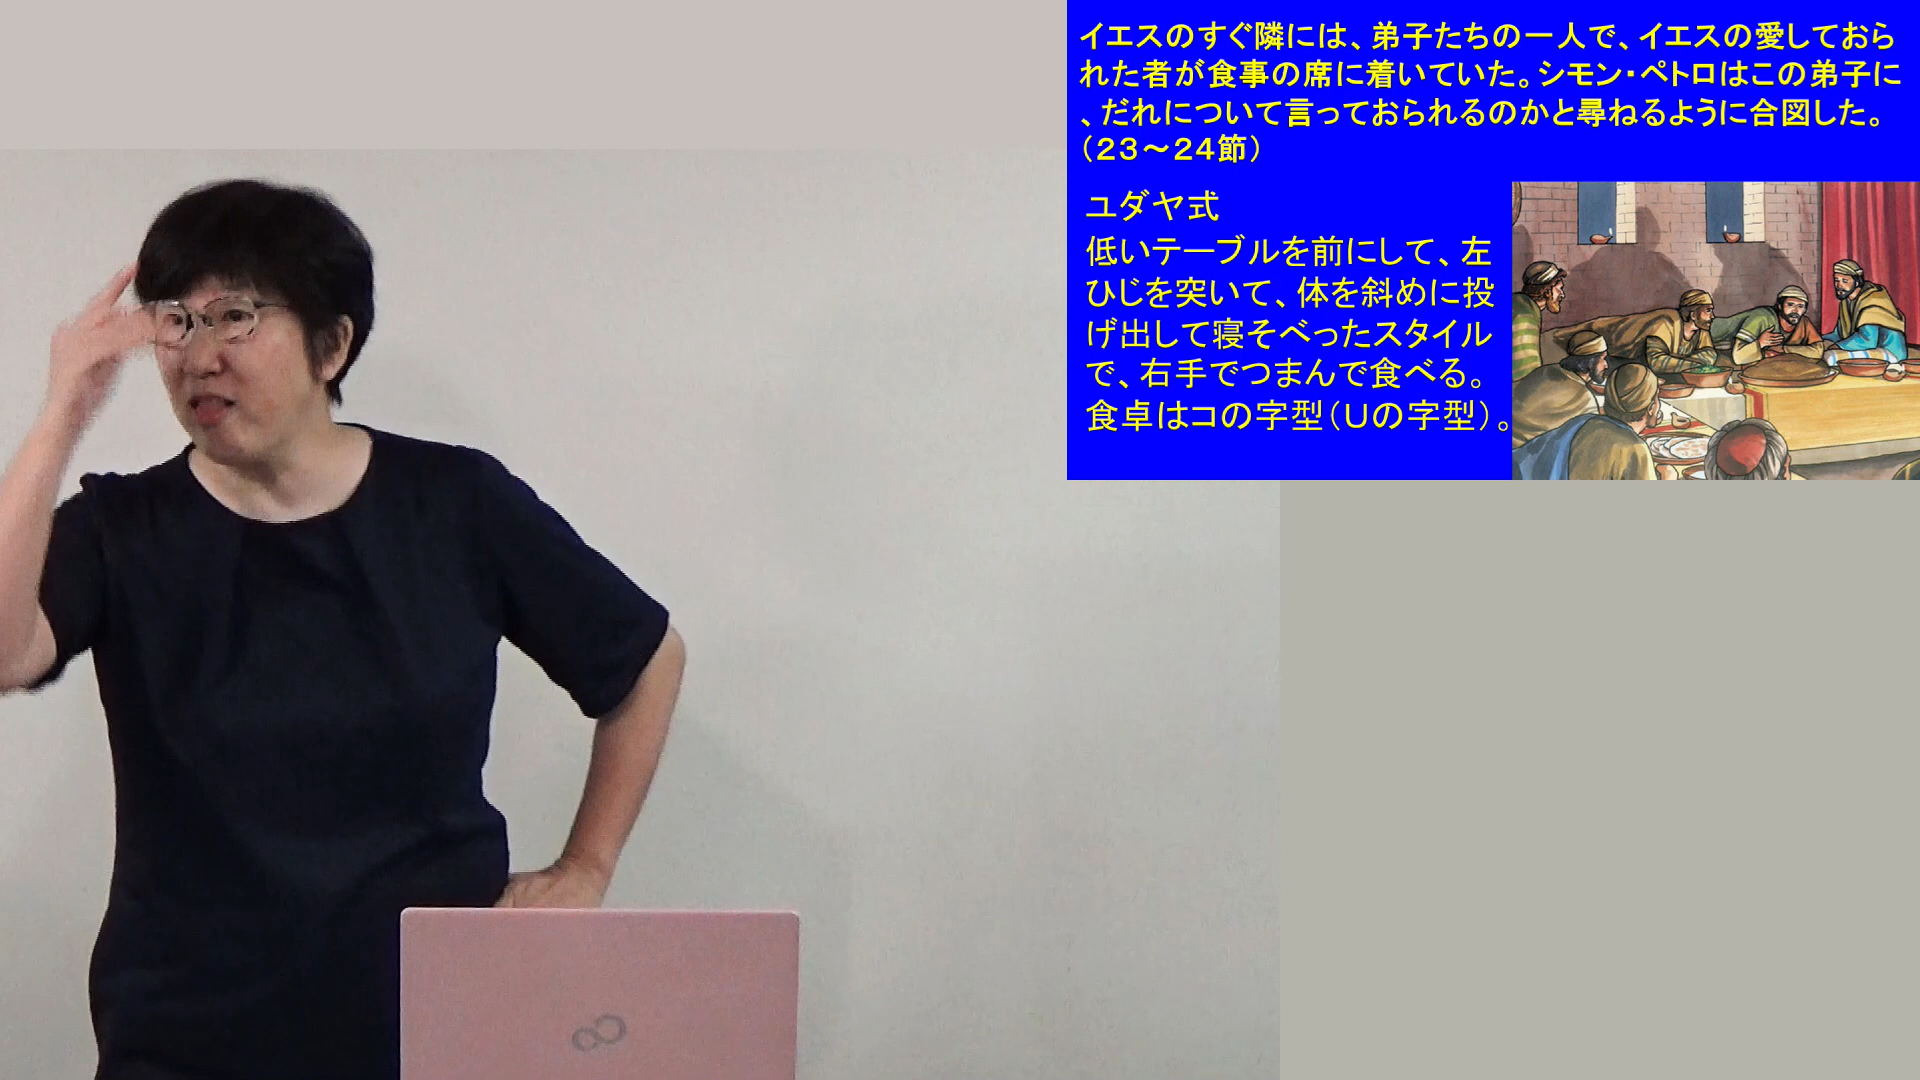 イエスのすぐ隣には、弟子たちの一人で、イエスの愛しておら
れた者が食事の席に着いていた。シモン・ペトロはこの弟子に
、だれについて言っておられるのかと尋ねるように合図した。
（２３～２４節）
ユダヤ式
低いテーブルを前にして、左
ひじを突いて、体を斜めに投
げ出して寝そべったスタイル
で、右手でつまんで食べる。
食卓はコの字型（Ｕの字型）。